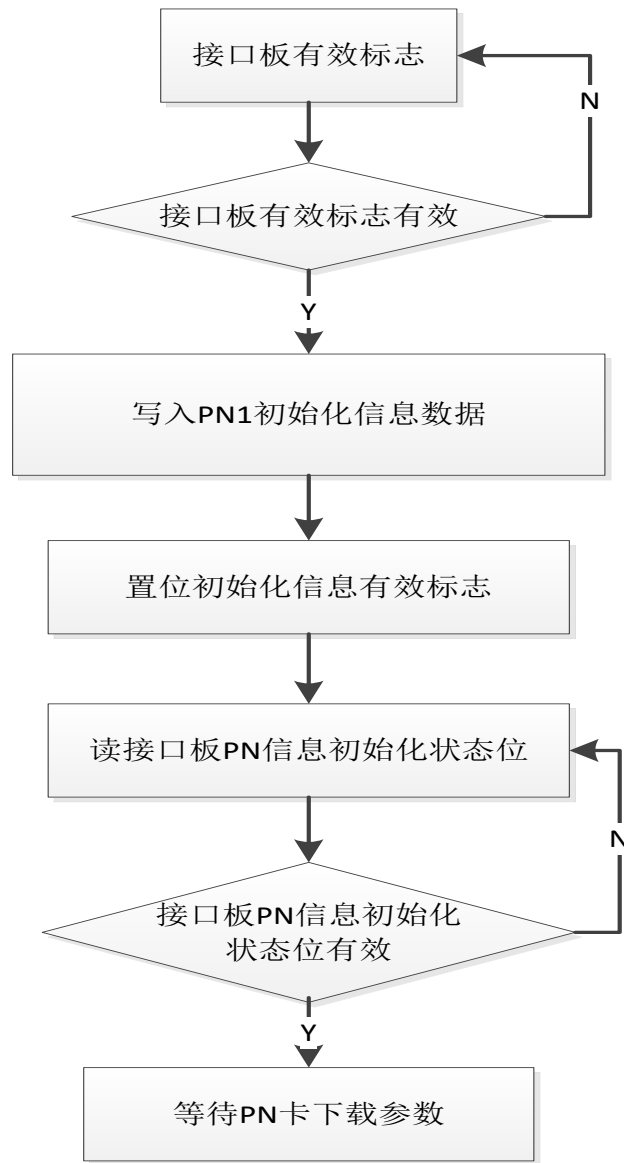 接口板有效标志
N
接口板有效标志有效
Y
写入PN1初始化信息数据
置位初始化信息有效标志
读接口板PN信息初始化状态位
N
接口板PN信息初始化
状态位有效
Y
等待PN卡下载参数